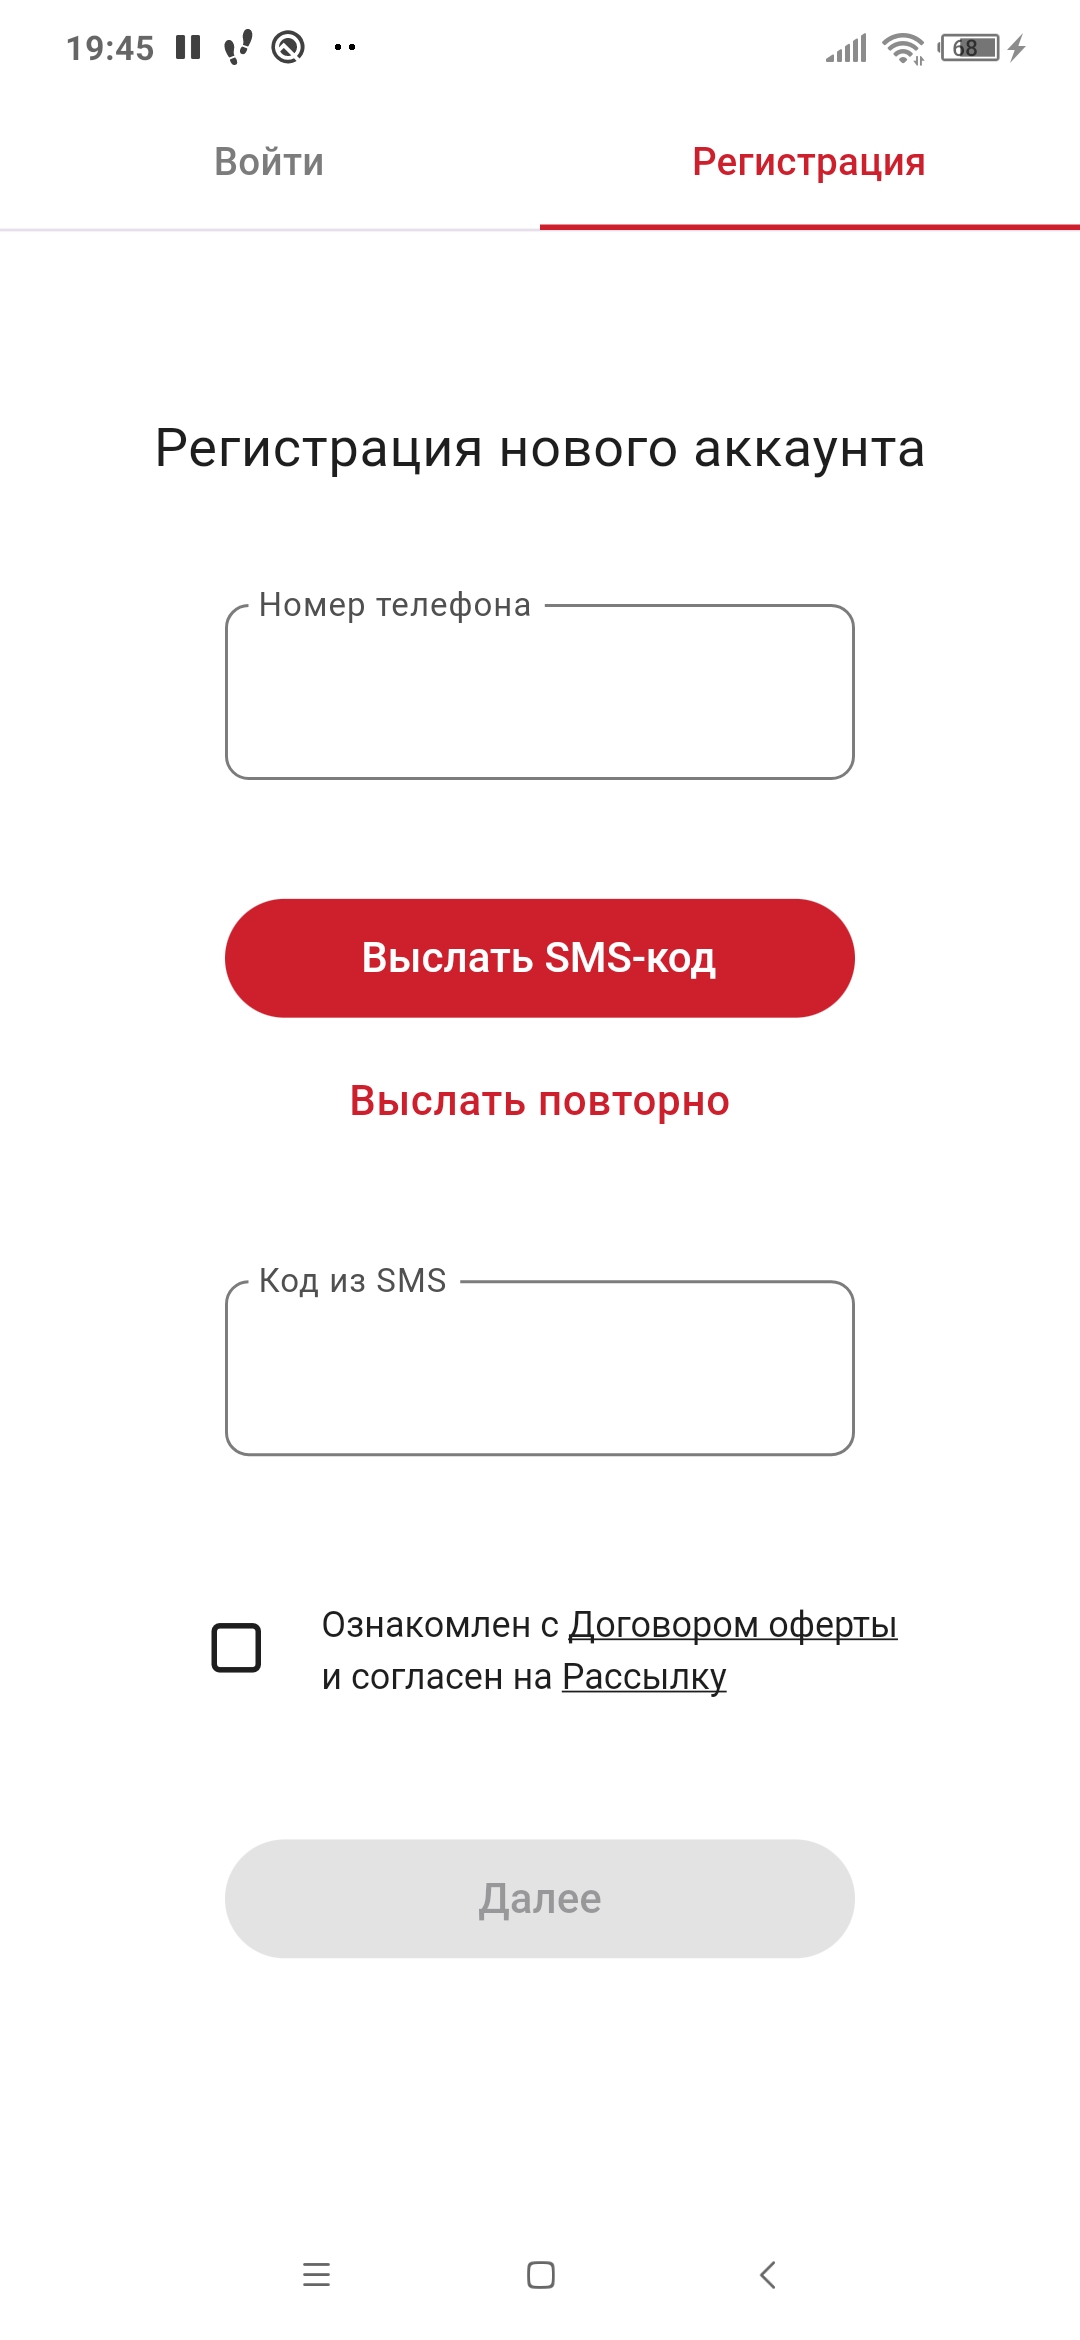 19:45
68
Войти
Регистрация
Регистрация нового аккаунта
Номер телефона
Выслать SMS-код
Выслать повторно
Код из SMS
Ознакомлен с Договором оферты
и согласен на Рассылку
Далее